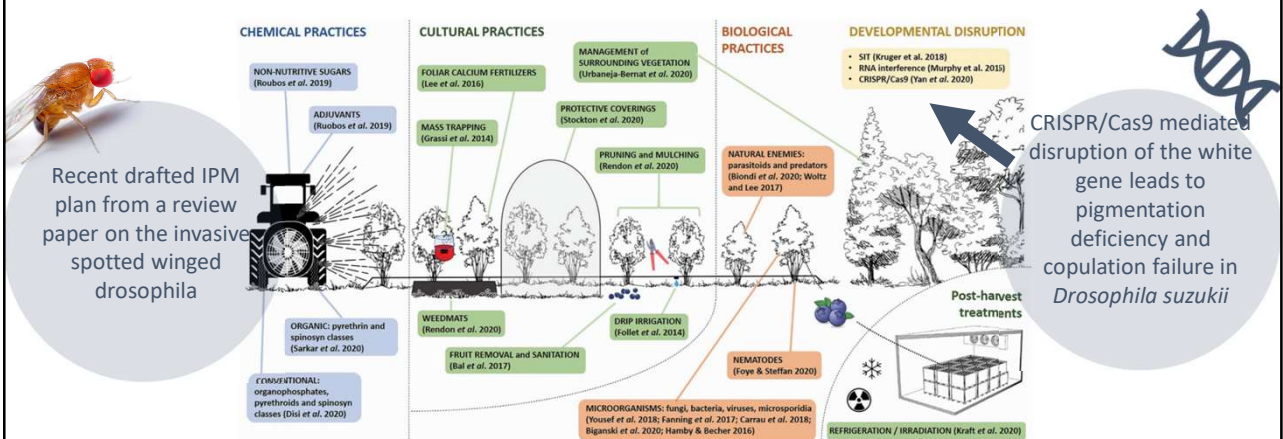 Recent drafted IPM
plan from a review
paper on the invasive
spotted winged
drosophila
CHEMICAL PRACTICES
NON-NUTRITIVE SUGARS
(Roubos et al. 2019)
ADJUVANTS
(Ruobos et al. 2019)
ORGANIC: pyrethrin and
spinosyn classes
(Sarkar et al. 2020)
CONVENTIONAL:
organophosphates,
pyrethroids and spinosyn
classes (Disi et al. 2020)
CULTURAL PRACTICES
FOLIAR CALCIUM FERTILIZERS
(Lee et al. 2016)
MASS TRAPPING
(Grassi et al. 2014)
MANAGEMENT of
SURROUNDING VEGETATION
(Urbaneja-Bernat et al. 2020)
PROTECTIVE COVERINGS
(Stockton et al. 2020)
PRUNING and MULCHING
(Rendon et al. 2020)
WEEDMATS
(Rendon et al. 2020)
FRUIT REMOVAL and SANITATION
(Bal et al. 2017)
DRIP IRRIGATION
(Follet et al. 2014)
BIOLOGICAL
PRACTICES
NATURAL ENEMIES:
parasitoids and predators
(Biondi et al. 2020; Woltz
and Lee 2017)
NEMATODES
(Foye & Steffan 2020)
MICROORGANISMS: fungi, bacteria, viruses, microsporidia
(Yousef et al. 2018; Fanning et al. 2017; Carrau et al. 2018;
Biganski et al. 2020; Hamby & Becher 2016)
DEVELOPMENTAL DISRUPTION
• SIT (Kruger et al. 2018)
• RNA interference (Murphy et al. 2015)
• CRISPR/Cas9 (Yan et al. 2020)
Post-harvest
treatments
REFRIGERATION / IRRADIATION (Kraft et al. 2020)
CRISPR/Cas9 mediated
disruption of the white
gene leads to
pigmentation
deficiency and
copulation failure in
Drosophila suzukii